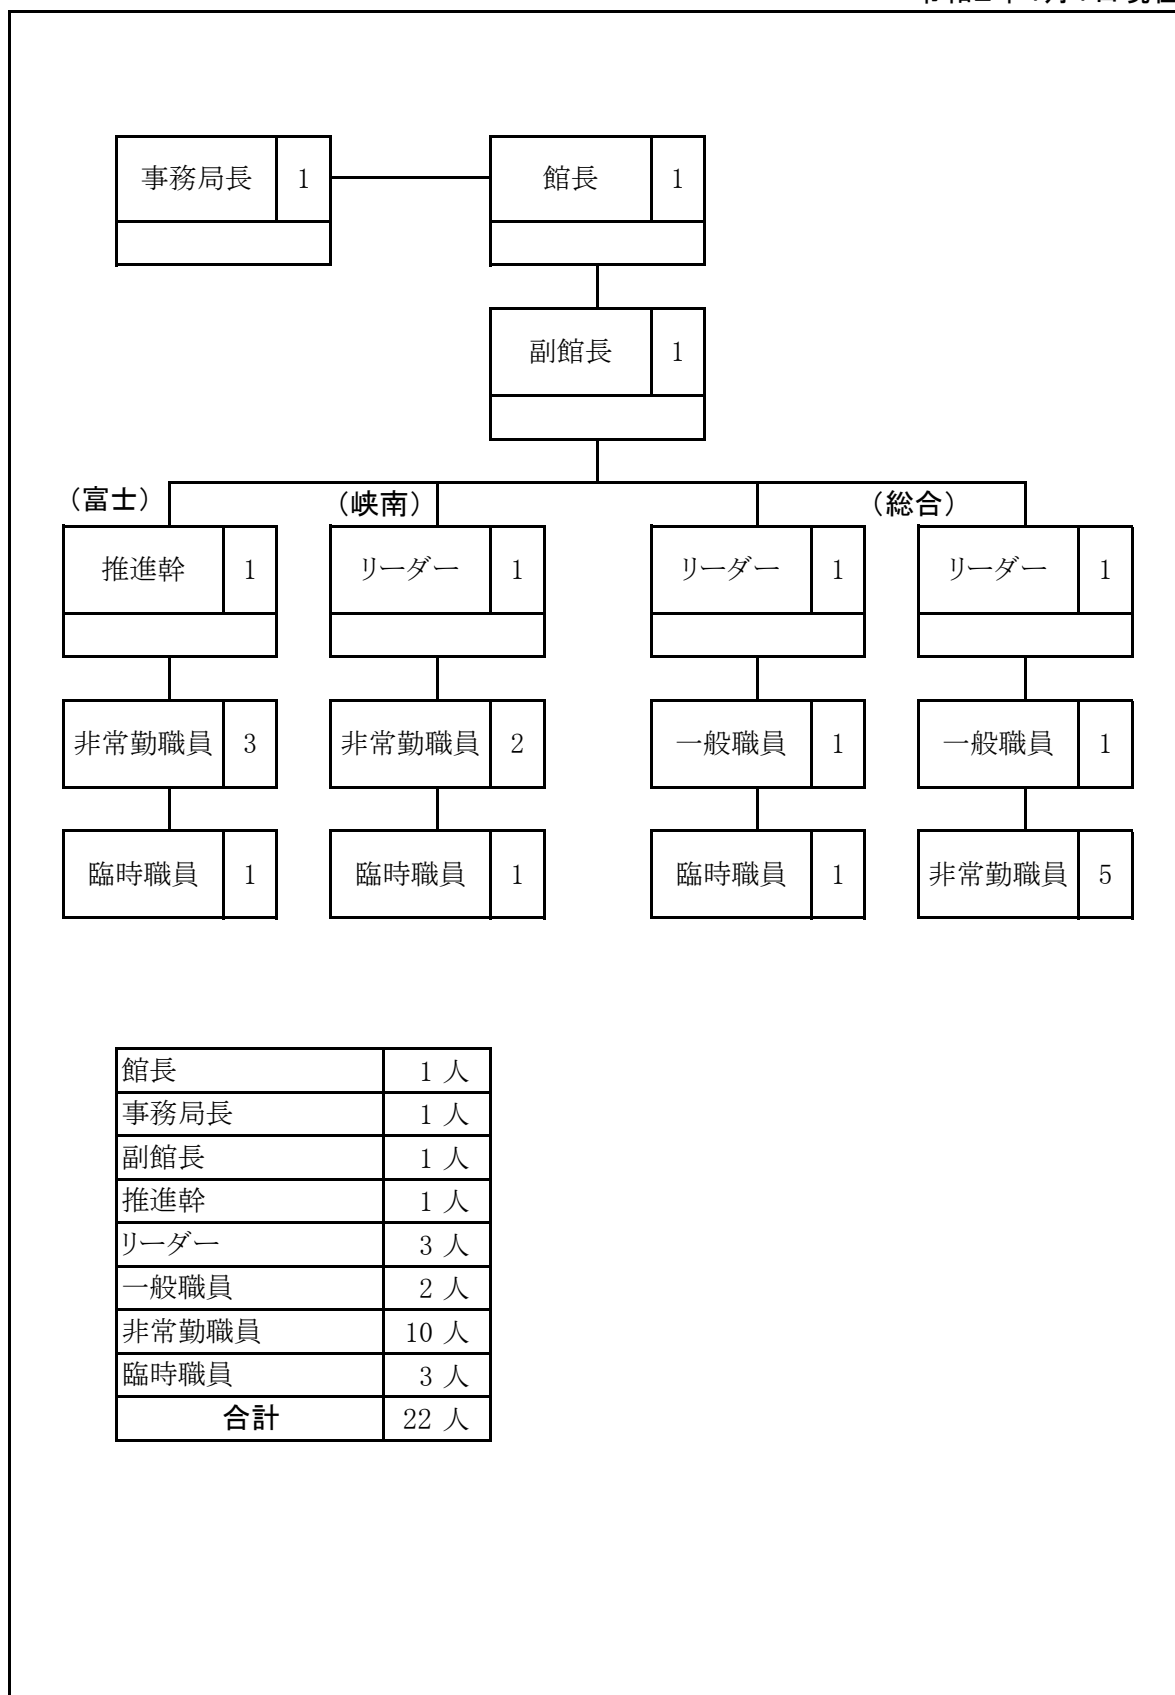 事務局長 1 館長 1
副館長 1
（富士） （峡南） （総合）
推進幹 1 リーダー 1 リーダー 1 リーダー 1
非常勤職員 3 非常勤職員 2 一般職員 1 一般職員 1
臨時職員 1 臨時職員 1 臨時職員 1 非常勤職員 5
館長 1 人
事務局長 1 人
副館長 1 人
推進幹 1 人
リーダー 3 人
一般職員 2 人
非常勤職員 10 人
臨時職員 3 人
合計 22 人